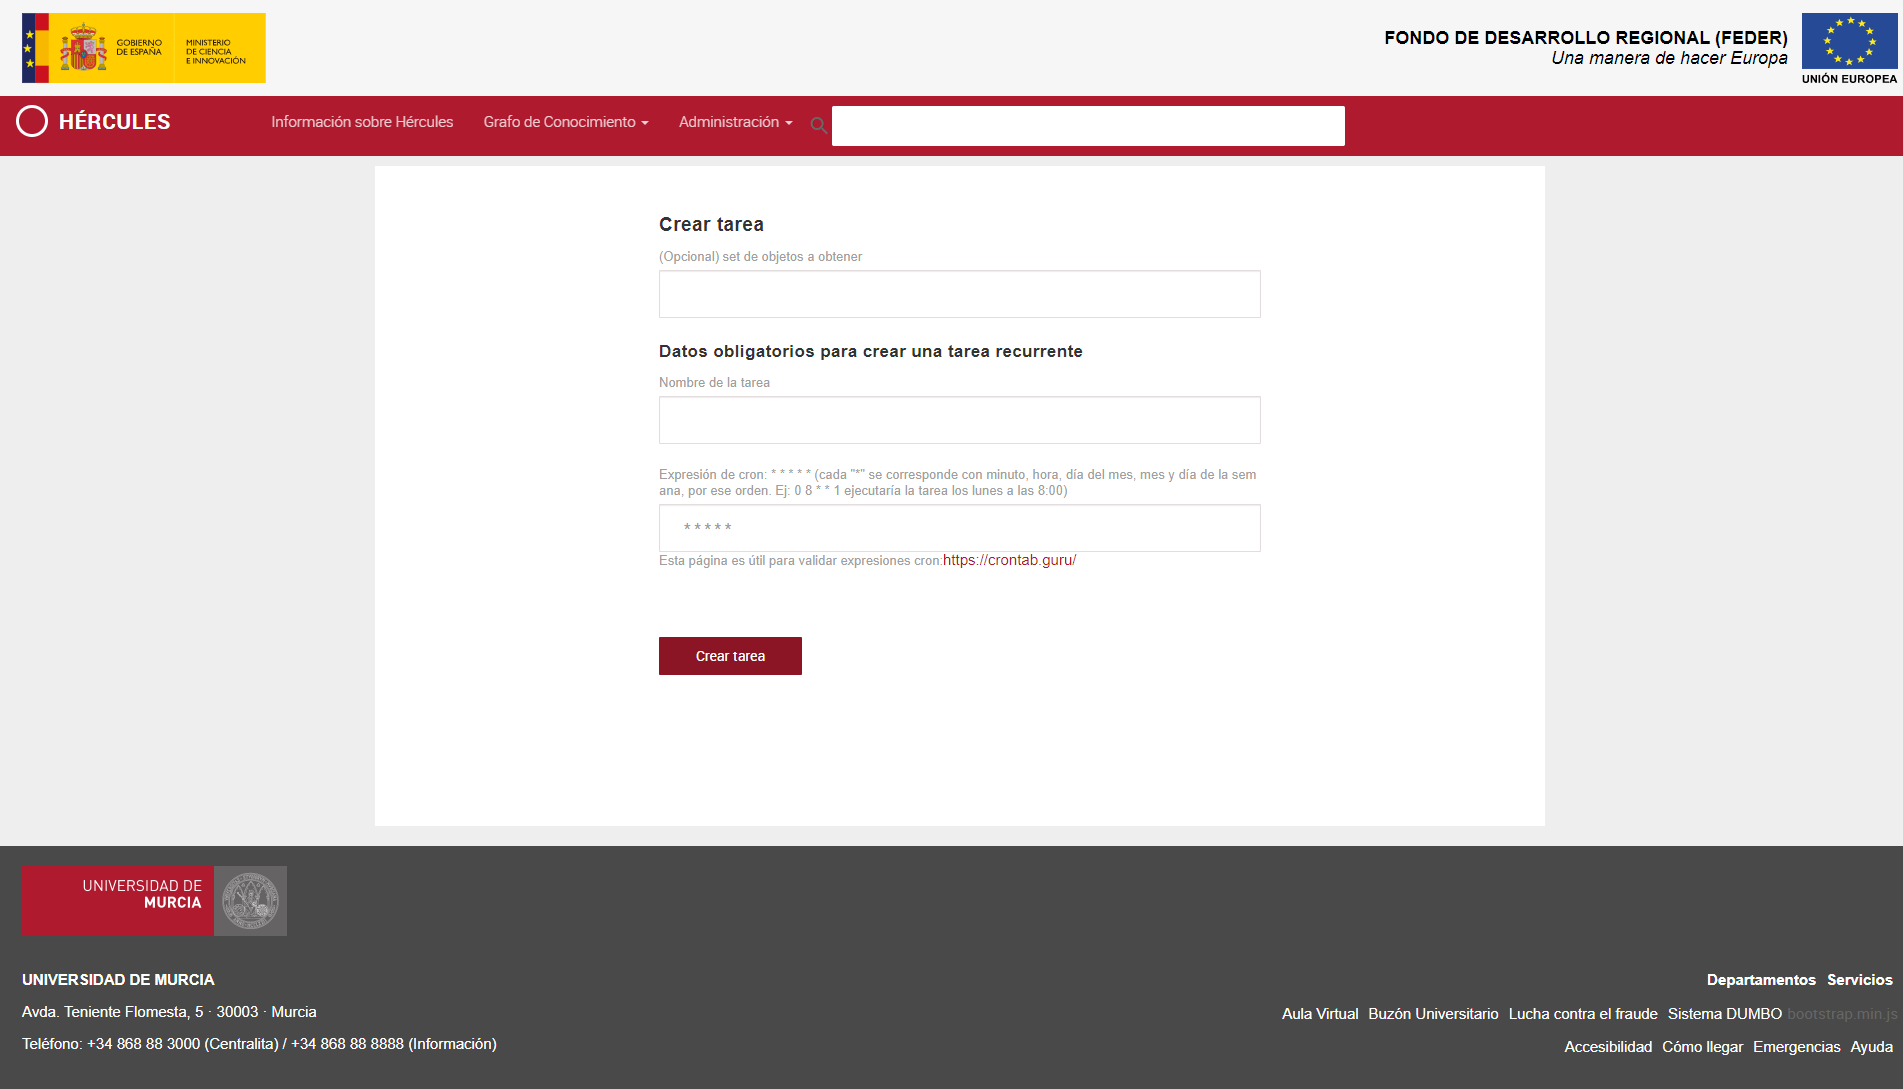 GOBIERNO
DE ESPAÑA
MINISTERIO
DE CIENCIA
E INNOVACIÓN
FONDO DE DESARROLLO REGIONAL (FEDER)
Una manera de hacer Europa
UNIÓN EUROPEA
HÉRCULES
Información sobre Hércules
Grafo de Conocimiento
Administración
Crear tarea
(Opcional) set de objetos a obtener
Datos obligatorios para crear una tarea recurrente
Nombre de la tarea
Expresión de cron: * * * * * (cada "*" se corresponde con minuto, hora, día del mes, mes y día de la sem
ana, por ese orden. Ej: 0 8 * * 1 ejecutaría la tarea los lunes a las 8:00)
* * * * *
Esta página es útil para validar expresiones cron:https://crontab.guru/
Crear tarea
UNIVERSIDAD DE
MURCIA
UNIVERSIDAD DE MURCIA
Avda. Teniente Flomesta, 5 · 30003 · Murcia
Teléfono: +34 868 88 3000 (Centralita) / +34 868 88 8888 (Información)
Departamentos Servicios
Aula Virtual Buzón Universitario Lucha contra el fraude Sistema DUMBO bootstrap.min.js
Accesibilidad Cómo llegar Emergencias Ayuda